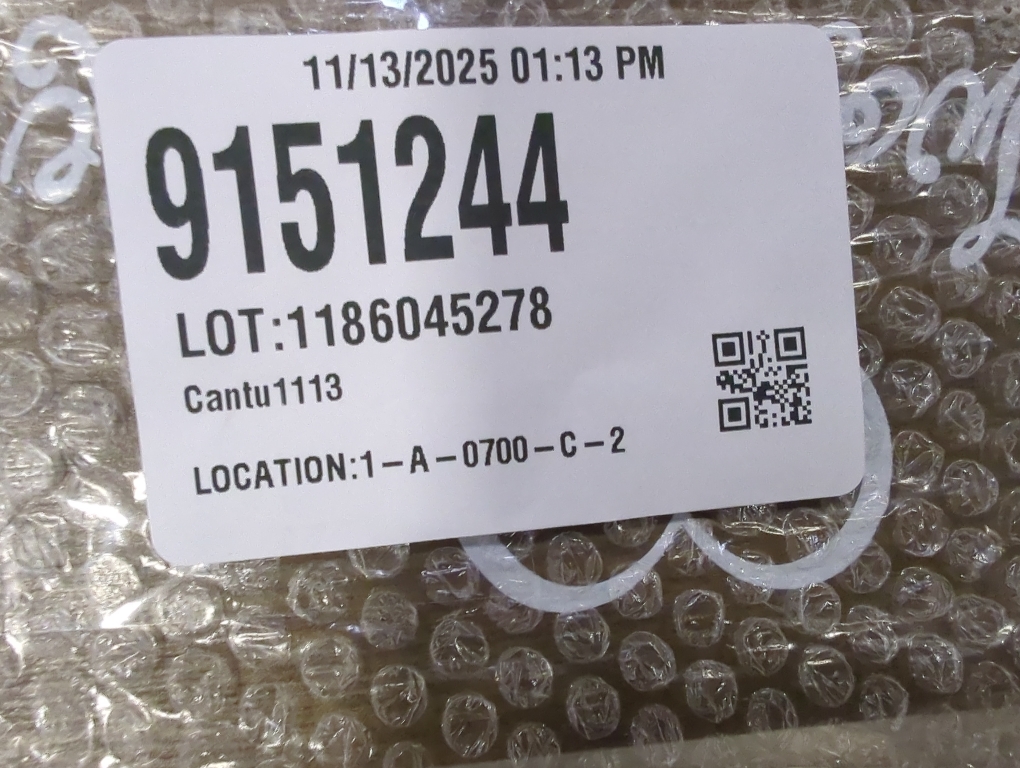 11/13/2025 01:13 PM
9151244
LOT:1186045278
Cantu1113
LOCATION:1-A-0700-C-2